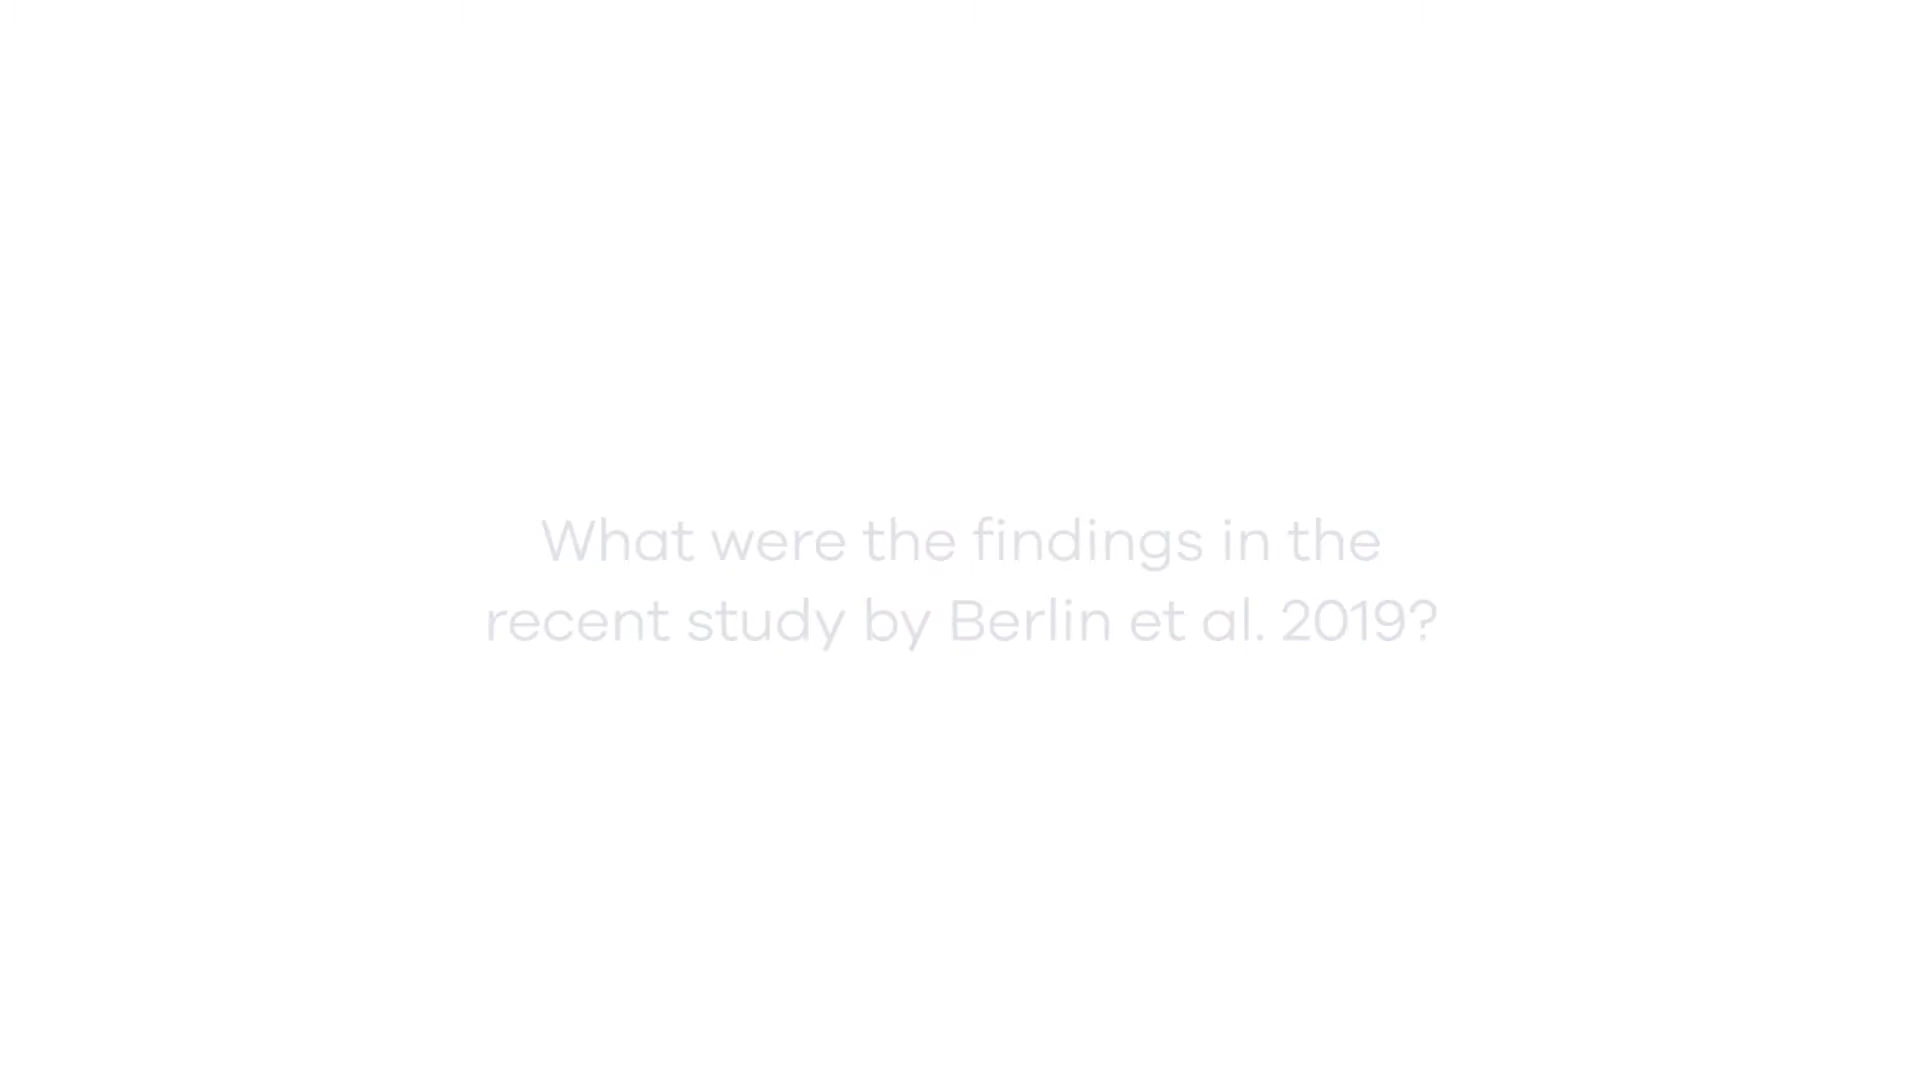 What were the findings in the
recent study by Berlin et al. 2019?